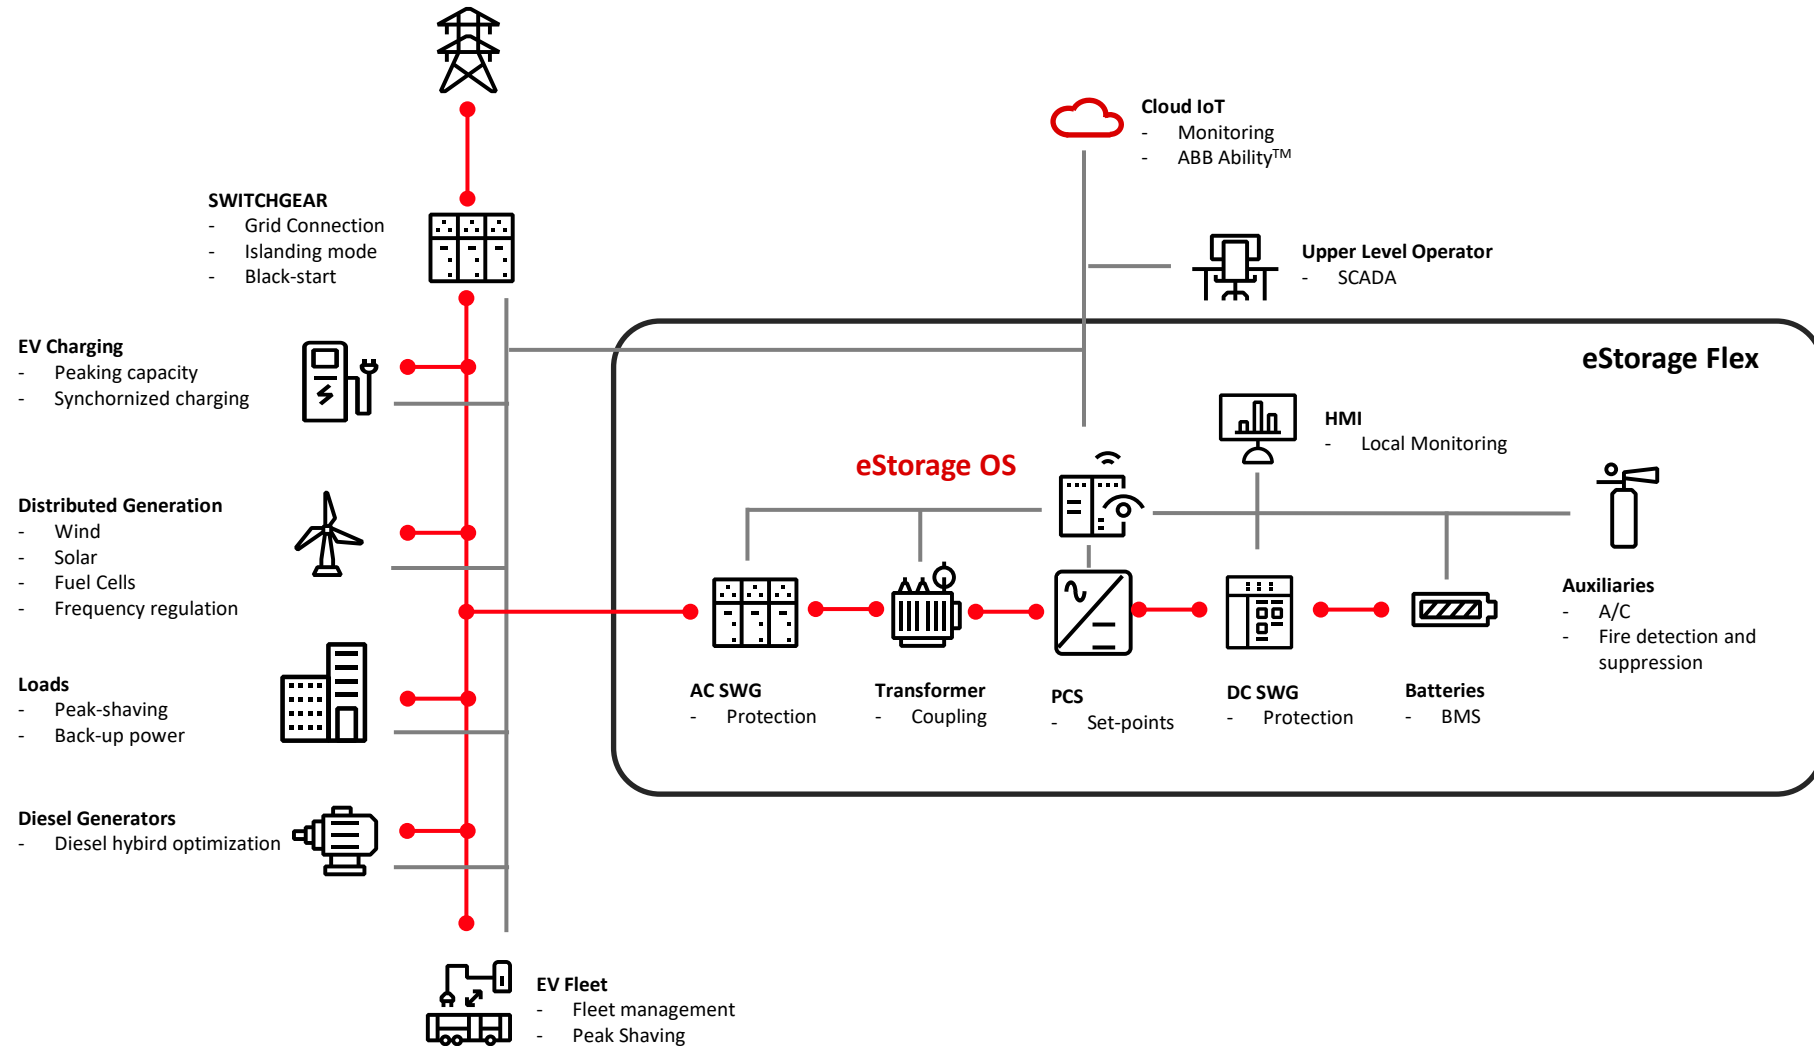 Cloud IoT
- Monitoring
- ABB Ability™
SWITCHGEAR
- Grid Connection
- Islanding mode
- Black-start
Upper Level Operator
- SCADA
EV Charging
- Peaking capacity
- Synchornized charging
eStorage Flex
HMI
- Local Monitoring
eStorage OS
Distributed Generation
- Wind
- Solar
- Fuel Cells
- Frequency regulation
Auxiliaries
- A/C
- Fire detection and
suppression
Loads
- Peak-shaving
- Back-up power
AC SWG
- Protection
Transformer
- Coupling
PCS
- Set-points
DC SWG
- Protection
Batteries
- BMS
Diesel Generators
- Diesel hybird optimization
EV Fleet
- Fleet management
- Peak Shaving